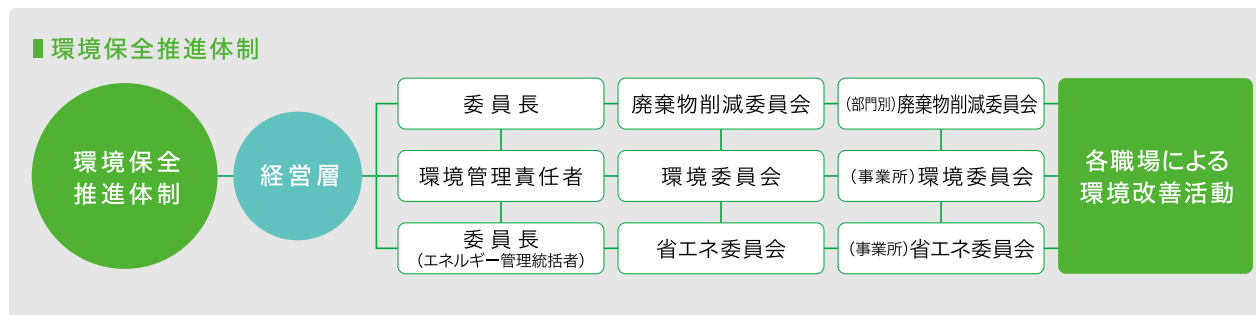 環境保全推進体制
環境保全
推進体制
経営層
委員長
廃棄物削減委員会
(部門別)廃棄物削減委員会
環境管理責任者
環境委員会
(事業所)環境委員会
委員長
(エネルギー管理統括者)
省エネ委員会
(事業所)省エネ委員会
各職場による
環境改善活動